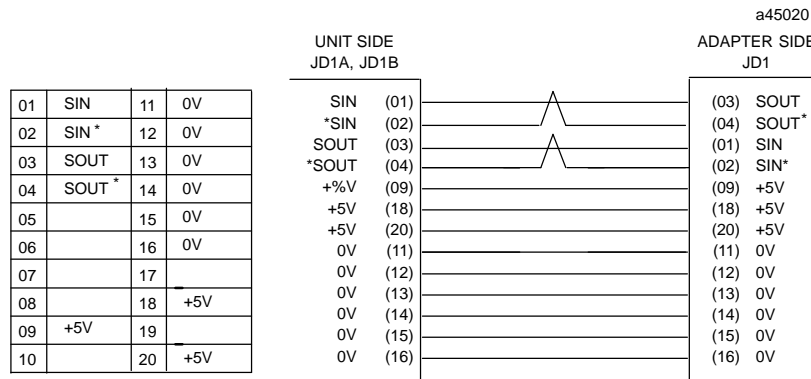 a45020
UNIT SIDE
JD1A, JD1B
ADAPTER SIDE
JD1
01 SIN 11 0V
02 SIN * 12 0V
03 SOUT 13 0V
04 SOUT * 14 0V
05 15 0V
06 16 0V
07 17
08 18 +5V
09 +5V 19
10 20 +5V
SIN (01) (03) SOUT
*SIN (02) (04) SOUT*
SOUT (03) (01) SIN
*SOUT (04) (02) SIN*
+%V (09) (09) +5V
+5V (18) (18) +5V
+5V (20) (20) +5V
0V (11) (11) 0V
0V (12) (12) 0V
0V (13) (13) 0V
0V (14) (14) 0V
0V (15) (15) 0V
0V (16) (16) 0V